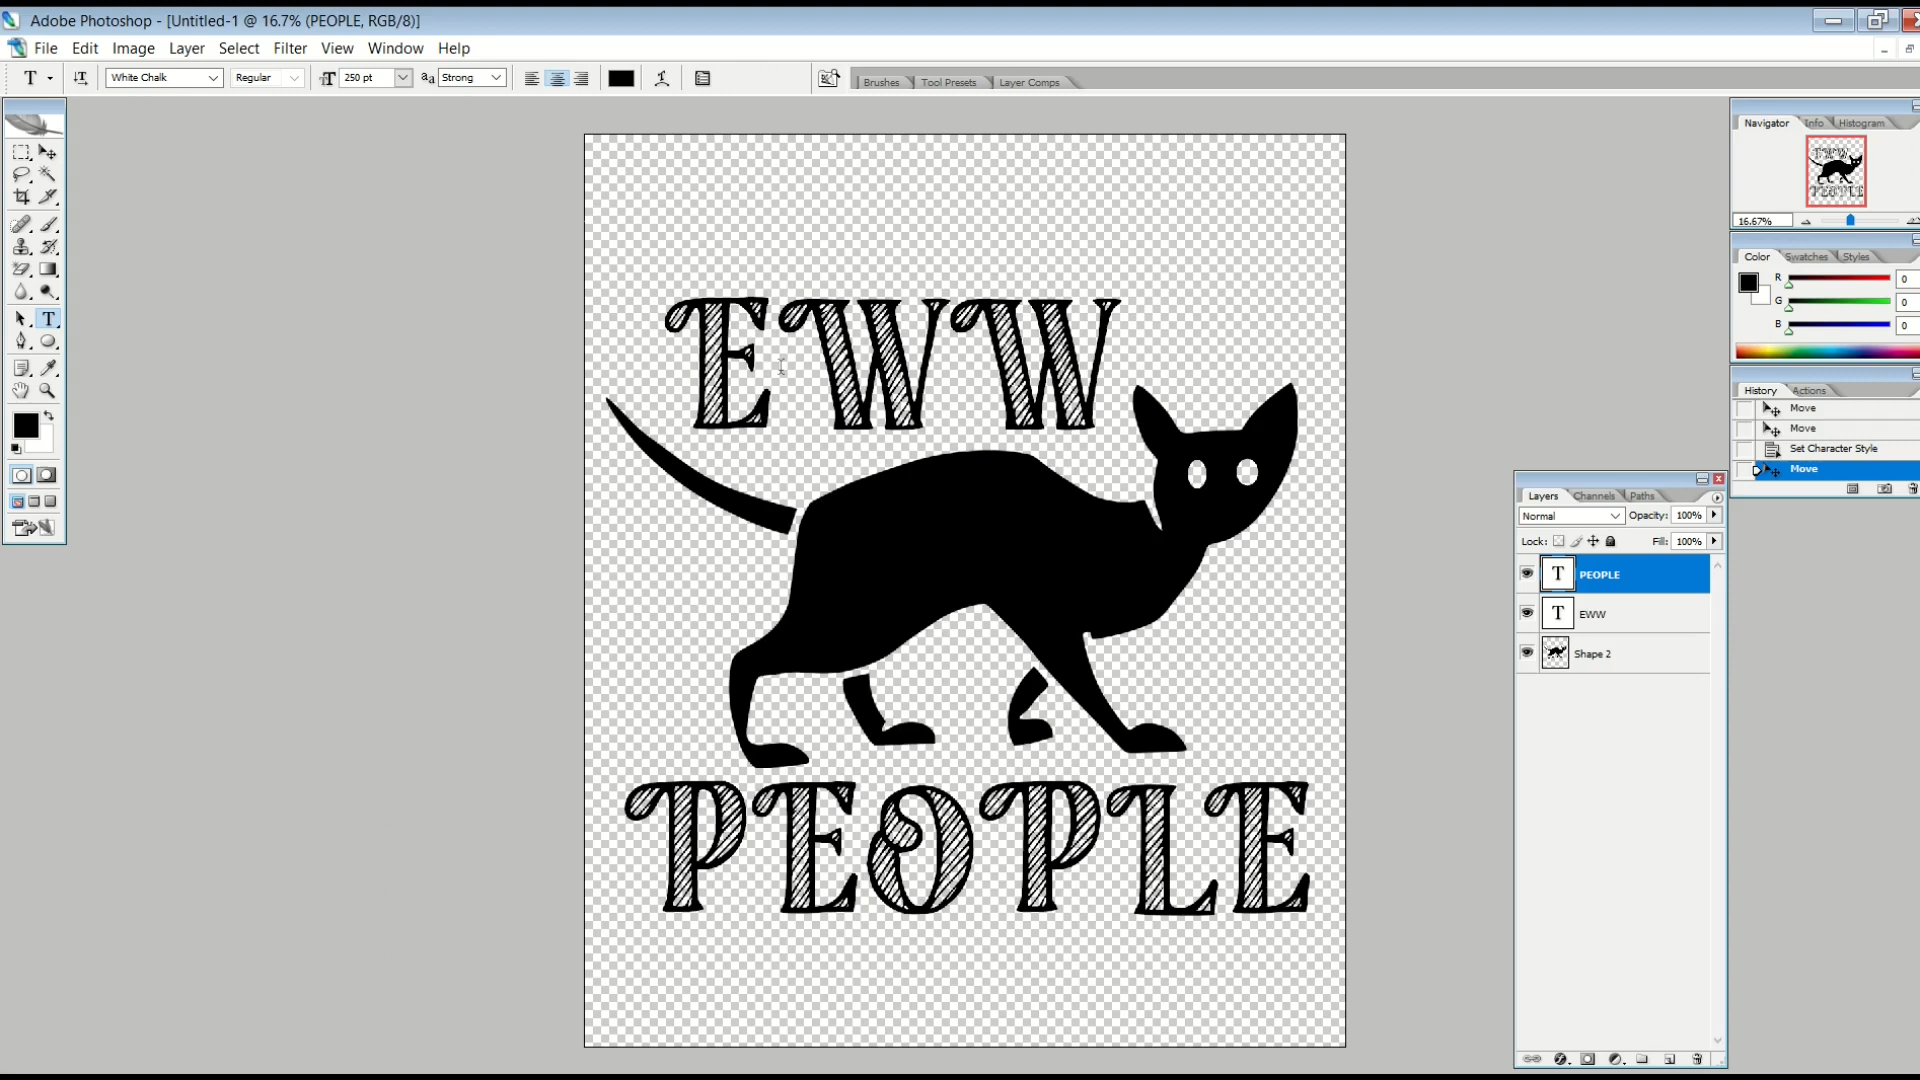 Adobe Photoshop - [Untitled-1 @ 16.7% (PEOPLE, RGB/8)]
File Edit Image Layer Select Filter View Window Help
T White Chalk Regular T 250 pt aa Strong Brushes Tool Presets Layer Comps
Navigator Info Histogram
16.67%
Color Swatches Styles
R 0
G 0
B 0
History Actions
Move
Move
Set Character Style
Move
Layers Channels Paths
Normal Opacity: 100%
Lock: Fill: 100%
T PEOPLE
T EWW
Shape 2
EWW
PEOPLE